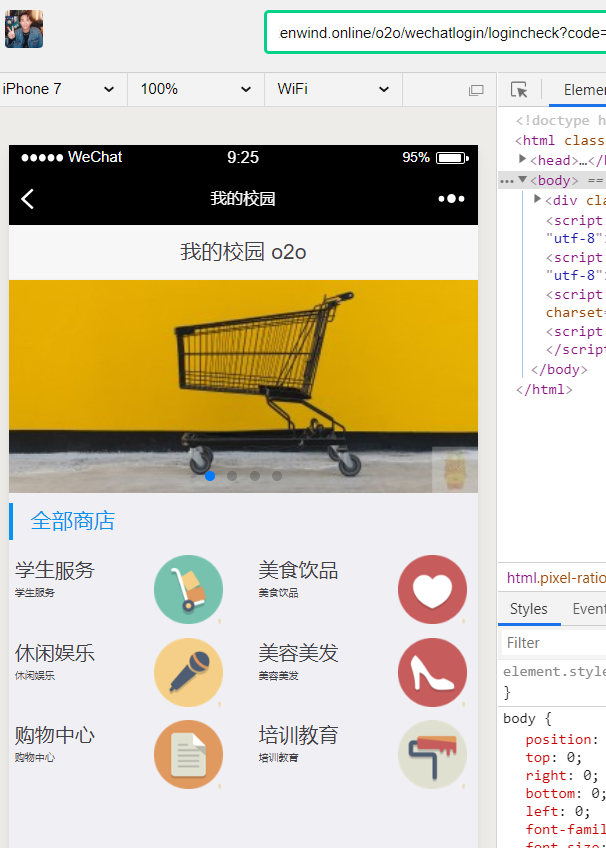 enwind.online/o2o/wechatlogin/logincheck?code=
iPhone 7
100%
WiFi
Elemen
<!doctype h
<html class
<head>…</h
<body> ==
<div cla
<script
"utf-8">
<script
"utf-8">
<script
charset=
<script
</script
</body>
</html>
WeChat
9:25
95%
我的校园
我的校园 o2o
全部商店
学生服务
学生服务
美食饮品
美食饮品
休闲娱乐
休闲娱乐
美容美发
美容美发
购物中心
购物中心
培训教育
培训教育
html.pixel-ratio
Styles
Event
Filter
element.style
}
body {
position:
top: 0;
right: 0;
bottom: 0;
left: 0;
font-famil
font-size: